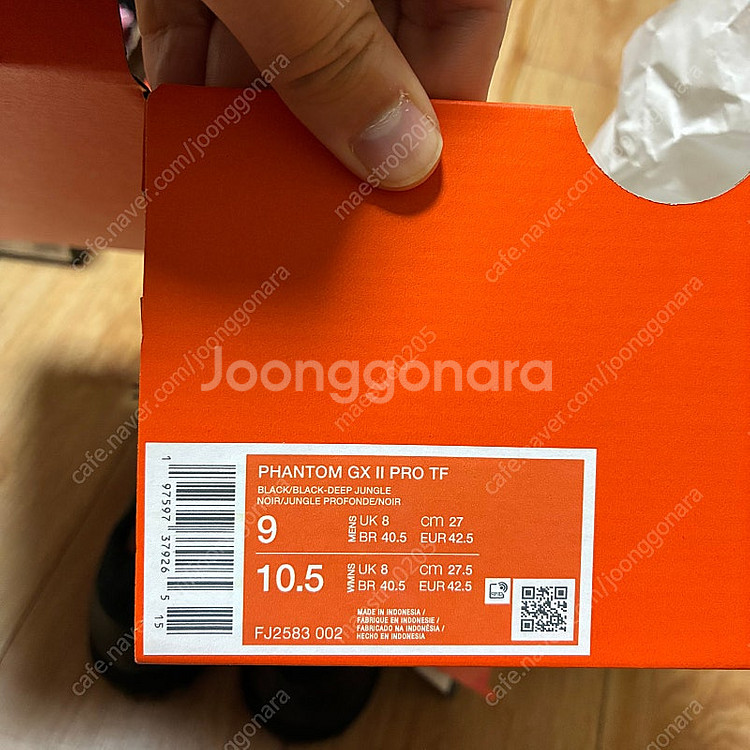 Joonggonara
cafe.naver.com/joonggonara
maestro0205
PHANTOM GX II PRO TF
BLACK/BLACK-DEEP JUNGLE
NOIR/JUNGLE PROFONDE/NOIR
9 MENS UK 8 cm 27
BR 40.5 EUR 42.5
10.5 WMNS UK 8 cm 27.5
BR 40.5 EUR 42.5
MADE IN INDONESIA /
FABRIQUÉ EN INDONESIE /
FABRICADO NA INDONÉSIA /
HECHO EN INDONESIA
FJ2583 002
1 97597 37926 5 15